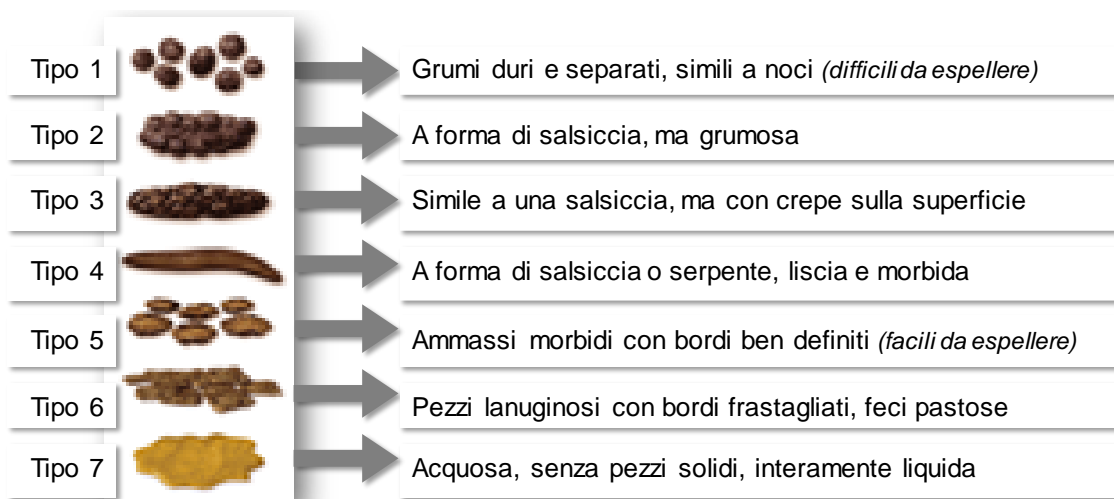 Tipo 1 Grumi duri e separati, simili a noci (difficili da espellere)
Tipo 2 A forma di salsiccia, ma grumosa
Tipo 3 Simile a una salsiccia, ma con crepe sulla superficie
Tipo 4 A forma di salsiccia o serpente, liscia e morbida
Tipo 5 Ammassi morbidi con bordi ben definiti (facili da espellere)
Tipo 6 Pezzi lanuginosi con bordi frastagliati, feci pastose
Tipo 7 Acquosa, senza pezzi solidi, interamente liquida